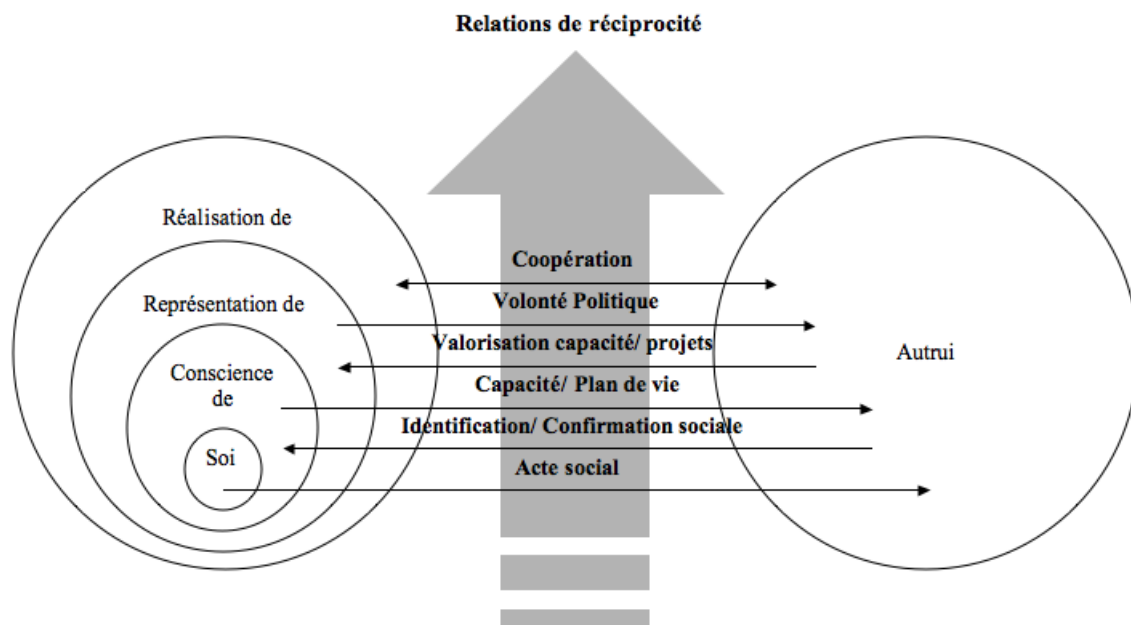 Relations de réciprocité
Réalisation de
Coopération
Représentation de
Volonté Politique
Valorisation capacité/ projets
Autrui
Conscience
de
Capacité/ Plan de vie
Identification/ Confirmation sociale
Soi
Acte social